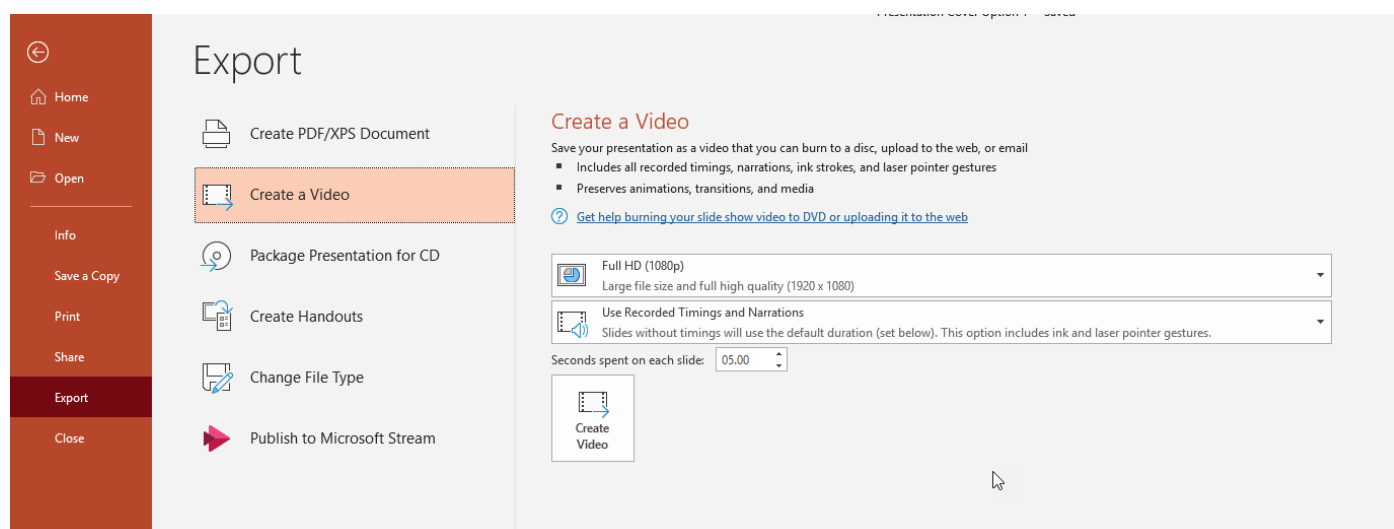 Export
Home
New
Open
Info
Save a Copy
Print
Share
Export
Close
Create PDF/XPS Document
Create a Video
Package Presentation for CD
Create Handouts
Change File Type
Publish to Microsoft Stream
Create a Video
Save your presentation as a video that you can burn to a disc, upload to the web, or email
Includes all recorded timings, narrations, ink strokes, and laser pointer gestures
Preserves animations, transitions, and media
Get help burning your slide show video to DVD or uploading it to the web
Full HD (1080p)
Large file size and full high quality (1920 x 1080)
Use Recorded Timings and Narrations
Slides without timings will use the default duration (set below). This option includes ink and laser pointer gestures.
Seconds spent on each slide: 05.00
Create
Video